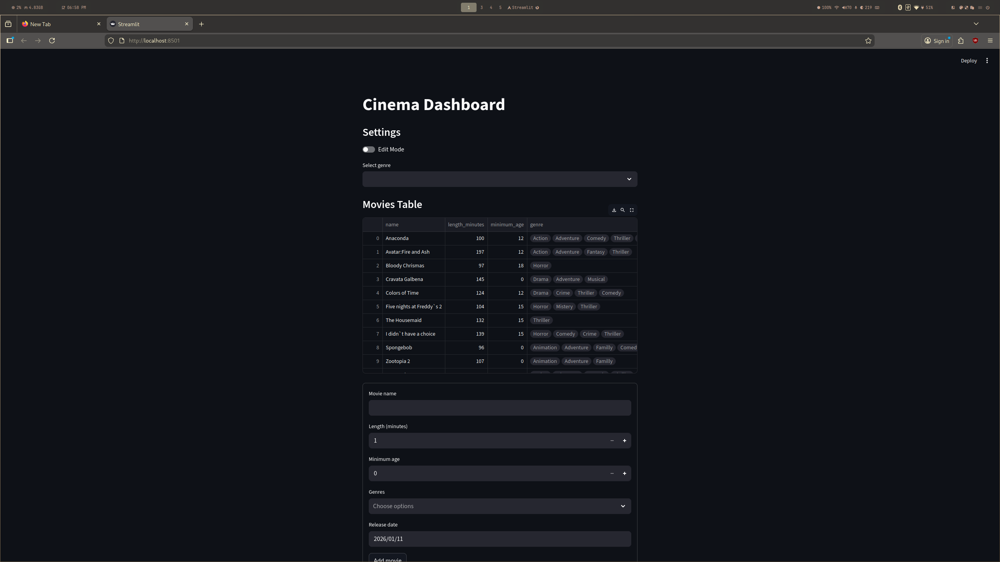 2% 4.83GB 06:58 PM 1 3 4 5 Streamlit 100% 70 219 51%
New Tab Streamlit
http://localhost:8501 Sign in
Deploy
Cinema Dashboard
Settings
Edit Mode
Select genre
Movies Table
name length_minutes minimum_age genre
0 Anaconda 100 12 Action Adventure Comedy Thriller
1 Avatar:Fire and Ash 197 12 Action Adventure Fantasy Thriller
2 Bloody Chrismas 97 18 Horror
3 Cravata Galbena 145 0 Drama Adventure Musical
4 Colors of Time 124 12 Drama Crime Thriller Comedy
5 Five nights at Freddy`s 2 104 15 Horror Mistery Thriller
6 The Housemaid 132 15 Thriller
7 I didn`t have a choice 139 15 Horror Comedy Crime Thriller
8 Spongebob 96 0 Animation Adventure Familly Comed
9 Zootopia 2 107 0 Animation Adventure Familly
Movie name
Length (minutes)
1
Minimum age
0
Genres
Choose options
Release date
2026/01/11
Add movie